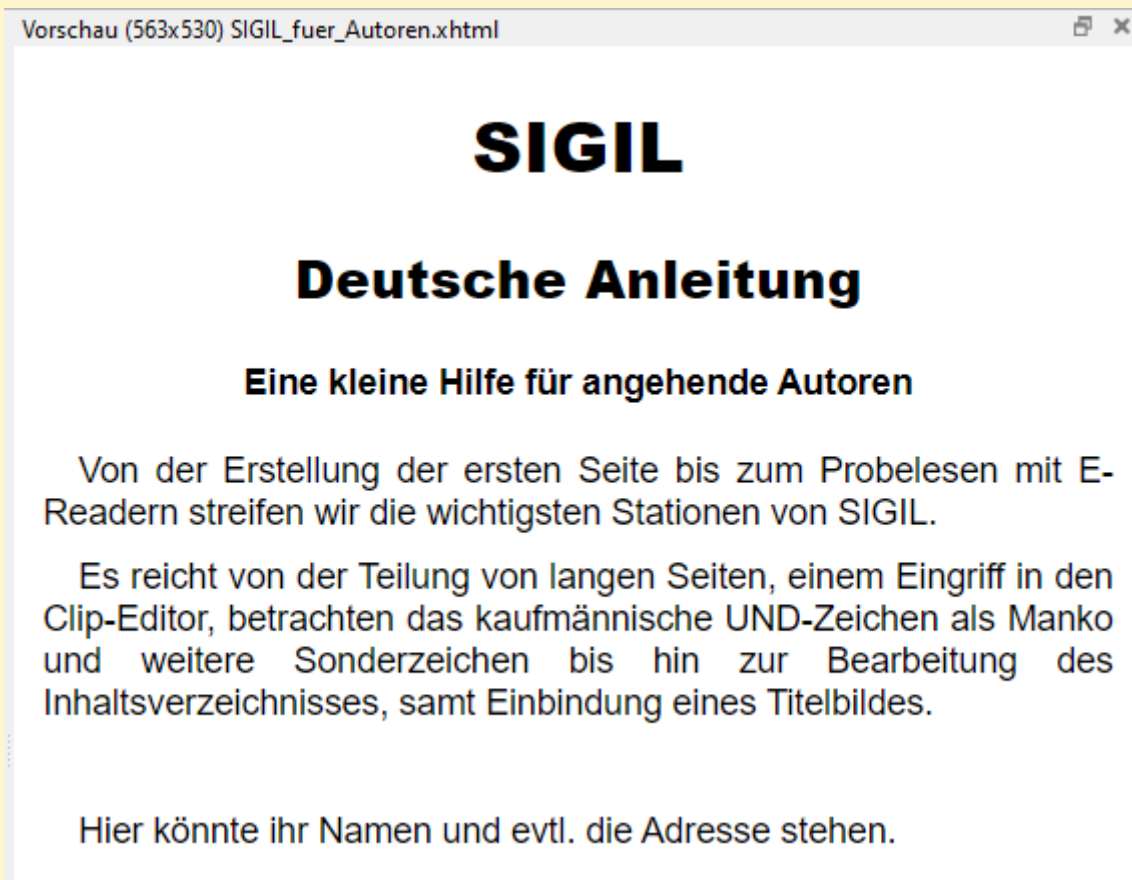 Vorschau (563x530) SIGIL_fuer_Autoren.xhtml
SIGIL
Deutsche Anleitung
Eine kleine Hilfe für angehende Autoren
Von der Erstellung der ersten Seite bis zum Probelesen mit E-
Readern streifen wir die wichtigsten Stationen von SIGIL.
Es reicht von der Teilung von langen Seiten, einem Eingriff in den
Clip-Editor, betrachten das kaufmännische UND-Zeichen als Manko
und weitere Sonderzeichen bis hin zur Bearbeitung des
Inhaltsverzeichnisses, samt Einbindung eines Titelbildes.
Hier könnte ihr Namen und evtl. die Adresse stehen.